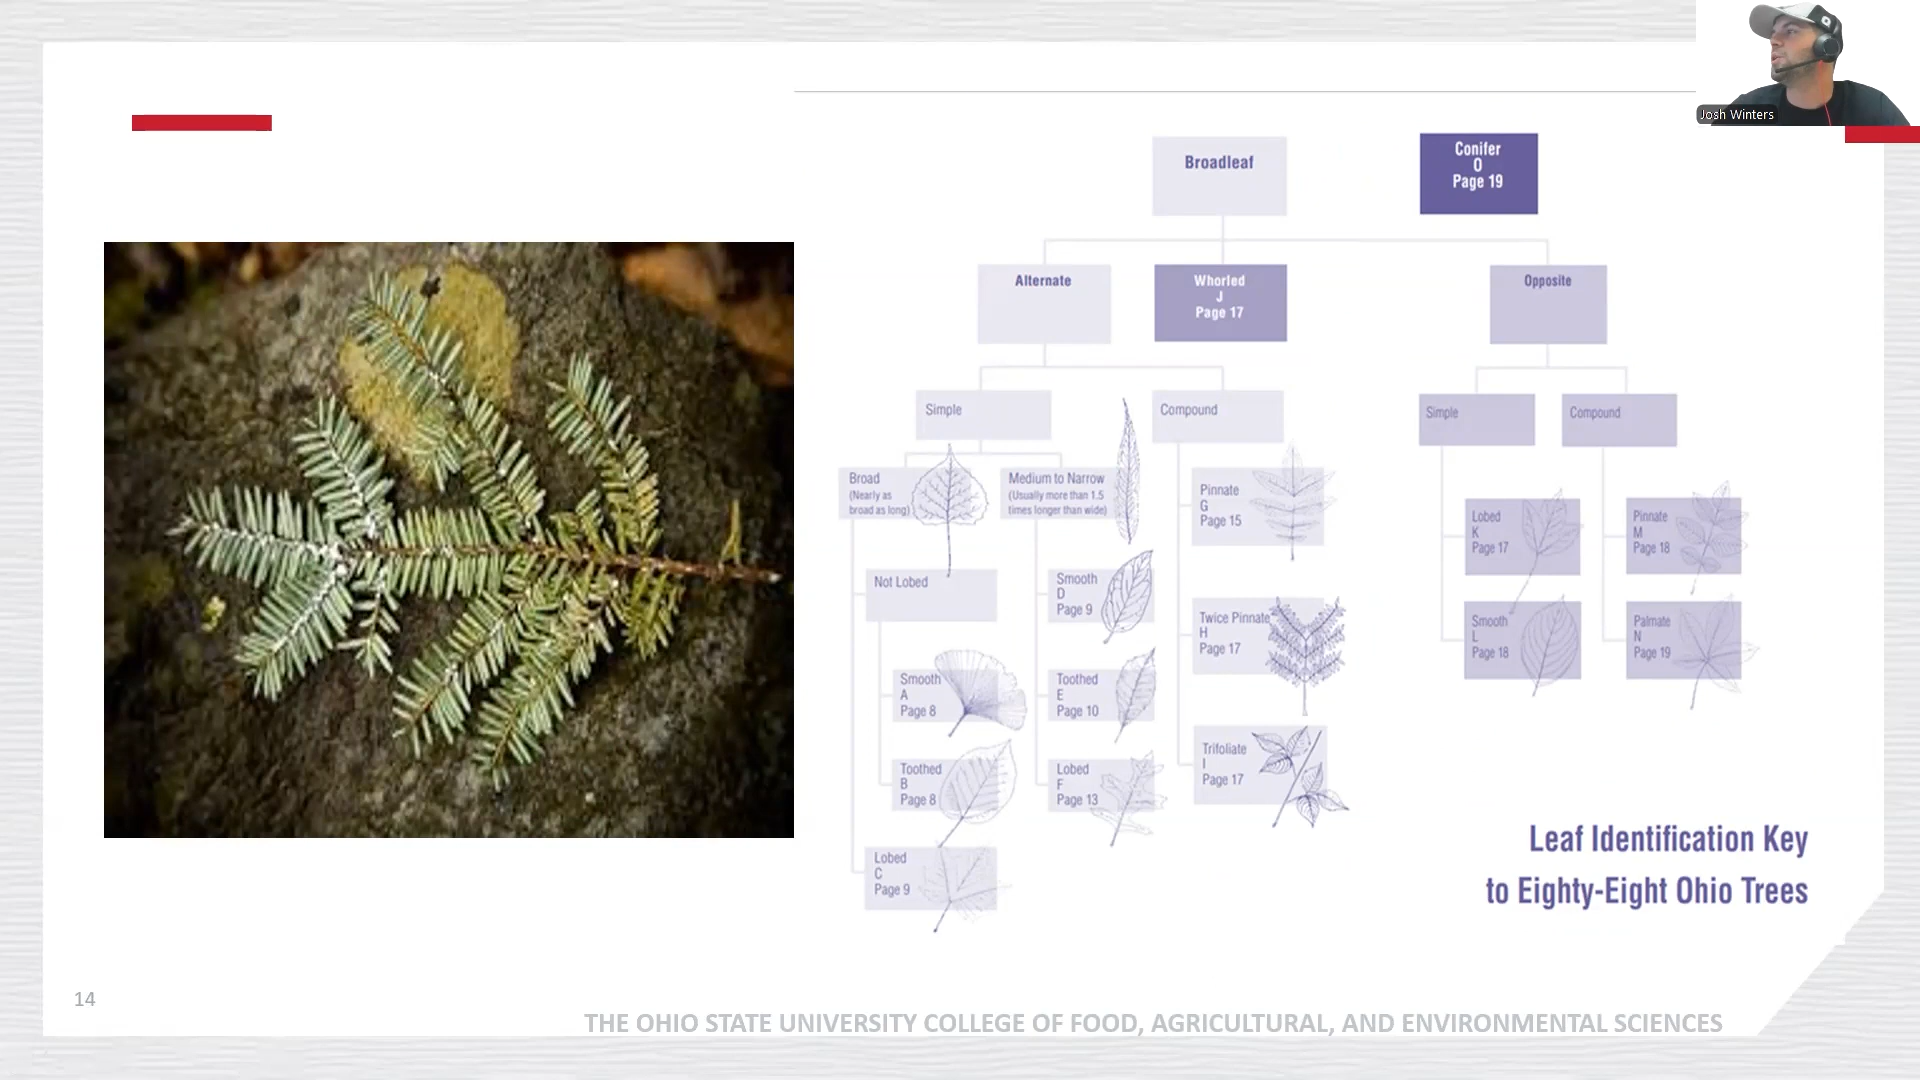 Josh Winters
Broadleaf
Conifer
O
Page 19
Alternate
Whorled
J
Page 17
Opposite
Simple
Compound
Simple
Compound
Broad
(Nearly as
broad as long)
Medium to Narrow
(Usually more than 1.5
times longer than wide)
Pinnate
G
Page 15
Lobed
K
Page 17
Pinnate
M
Page 18
Not Lobed
Smooth
D
Page 9
Twice Pinnate
H
Page 17
Smooth
L
Page 18
Palmate
N
Page 19
Smooth
A
Page 8
Toothed
E
Page 10
Trifoliate
I
Page 17
Toothed
B
Page 8
Lobed
F
Page 13
Lobed
C
Page 9
Leaf Identification Key
to Eighty-Eight Ohio Trees
14
THE OHIO STATE UNIVERSITY COLLEGE OF FOOD, AGRICULTURAL, AND ENVIRONMENTAL SCIENCES